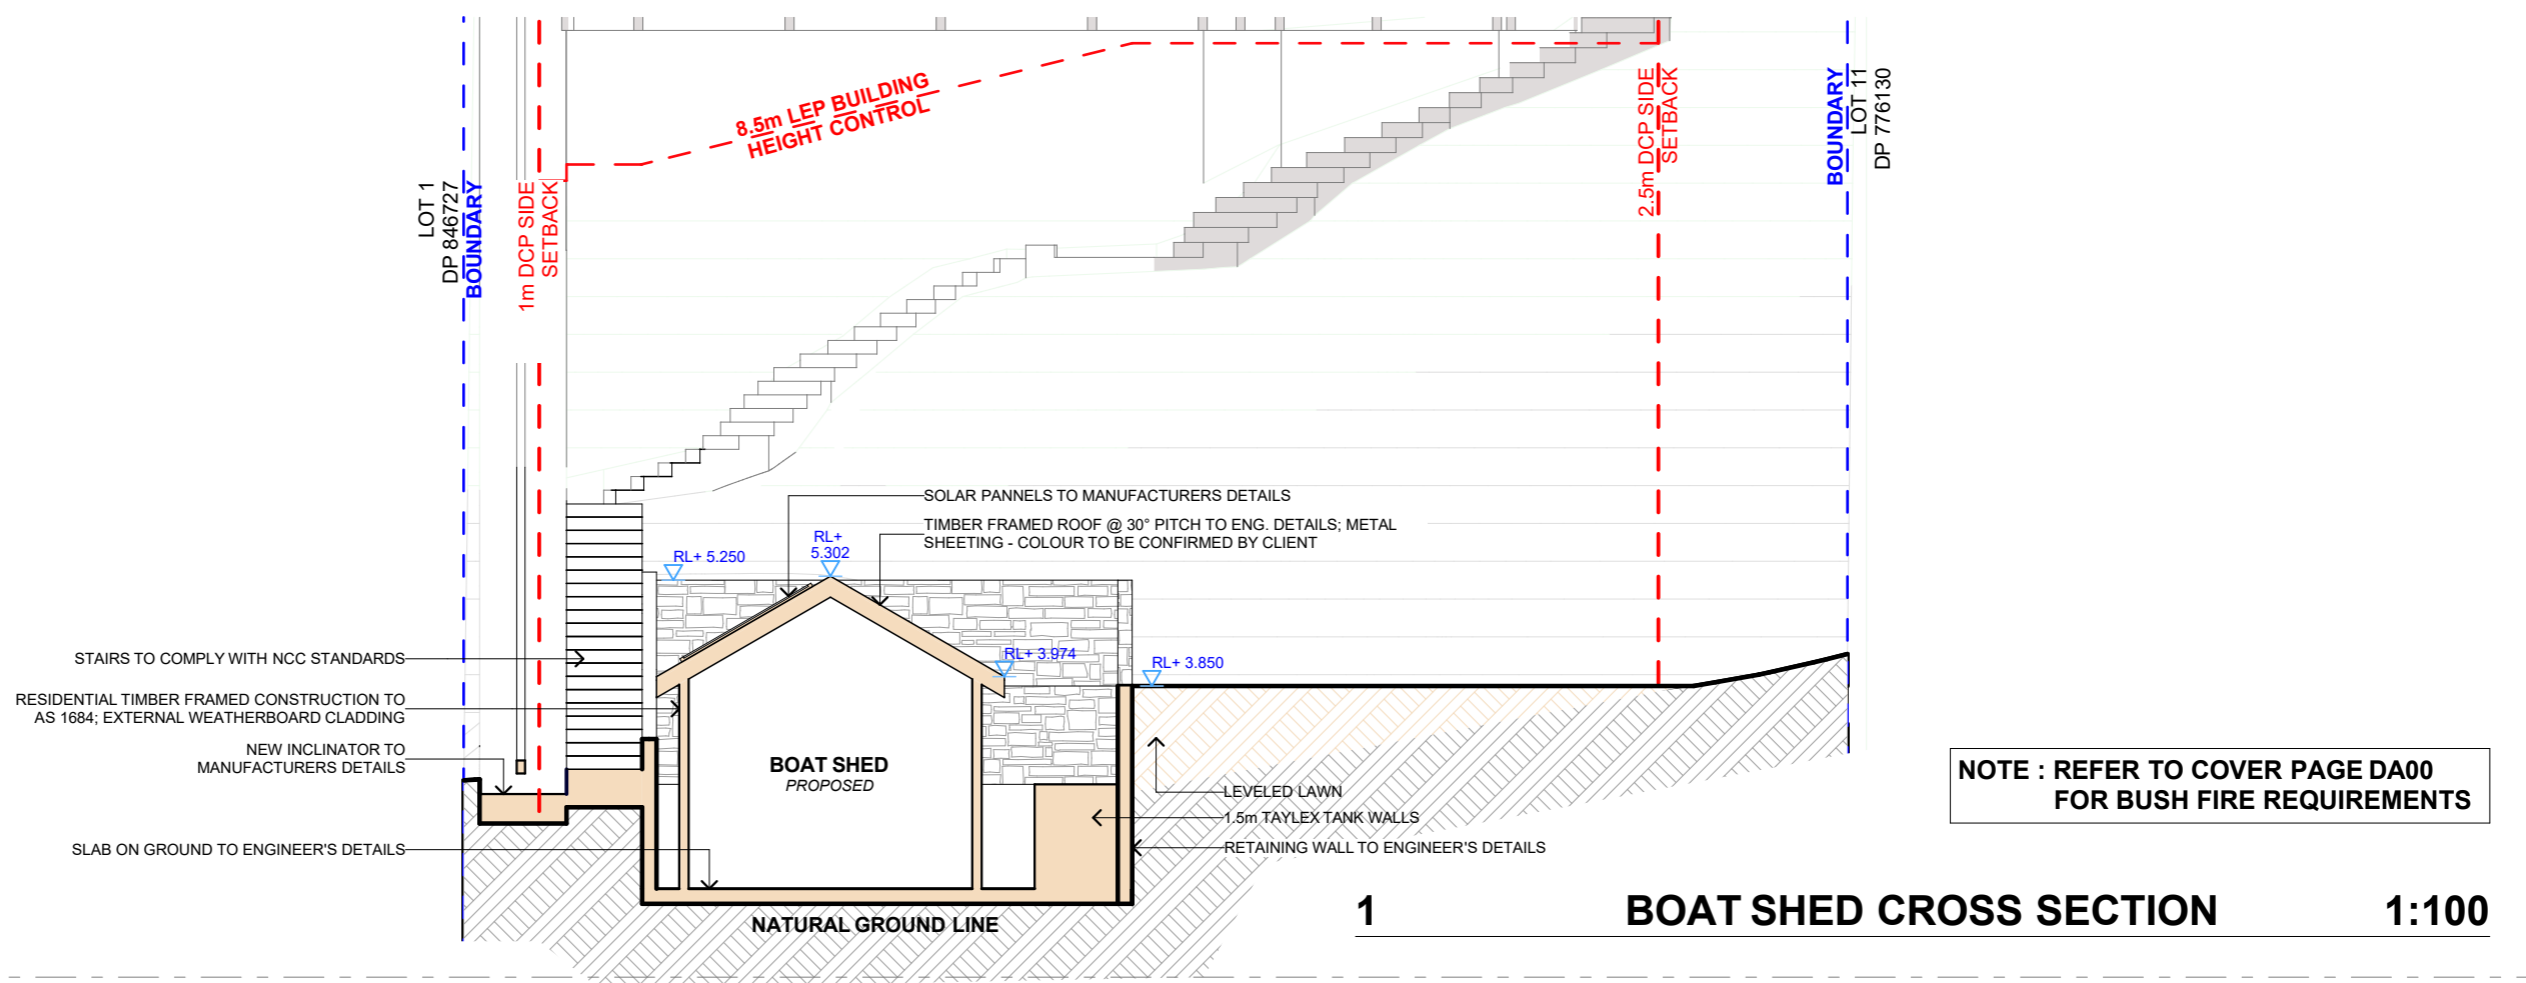 8.5m LEP BUILDING
HEIGHT CONTROL
LOT 1
DP 846727
BOUNDARY
1m DCP SIDE
SETBACK
2.5m DCP SIDE
SETBACK
BOUNDARY
LOT 11
DP 776130
SOLAR PANNELS TO MANUFACTURERS DETAILS
TIMBER FRAMED ROOF @ 30° PITCH TO ENG. DETAILS; METAL
SHEETING - COLOUR TO BE CONFIRMED BY CLIENT
RL+ 5.250
RL+
5.302
RL+ 3.974
RL+ 3.850
STAIRS TO COMPLY WITH NCC STANDARDS
RESIDENTIAL TIMBER FRAMED CONSTRUCTION TO
AS 1684; EXTERNAL WEATHERBOARD CLADDING
NEW INCLINATOR TO
MANUFACTURERS DETAILS
SLAB ON GROUND TO ENGINEER'S DETAILS
BOAT SHED
PROPOSED
LEVELED LAWN
1.5m TAYLEX TANK WALLS
RETAINING WALL TO ENGINEER'S DETAILS
NATURAL GROUND LINE
NOTE : REFER TO COVER PAGE DA00
FOR BUSH FIRE REQUIREMENTS
1 BOAT SHED CROSS SECTION 1:100